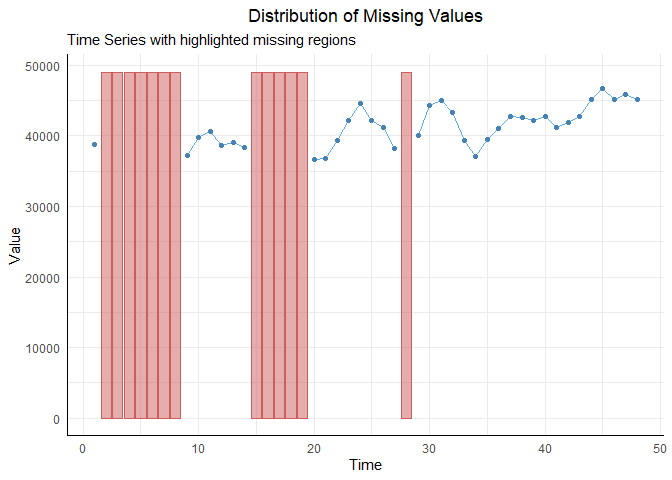 Distribution of Missing Values
Time Series with highlighted missing regions
Value
50000
40000
30000
20000
10000
0
0 10 20 30 40 50
Time